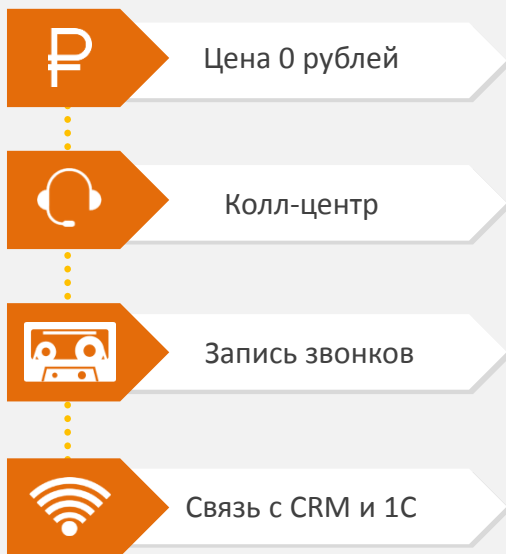 Цена 0 рублей
Колл-центр
Запись звонков
Связь с CRM и 1С